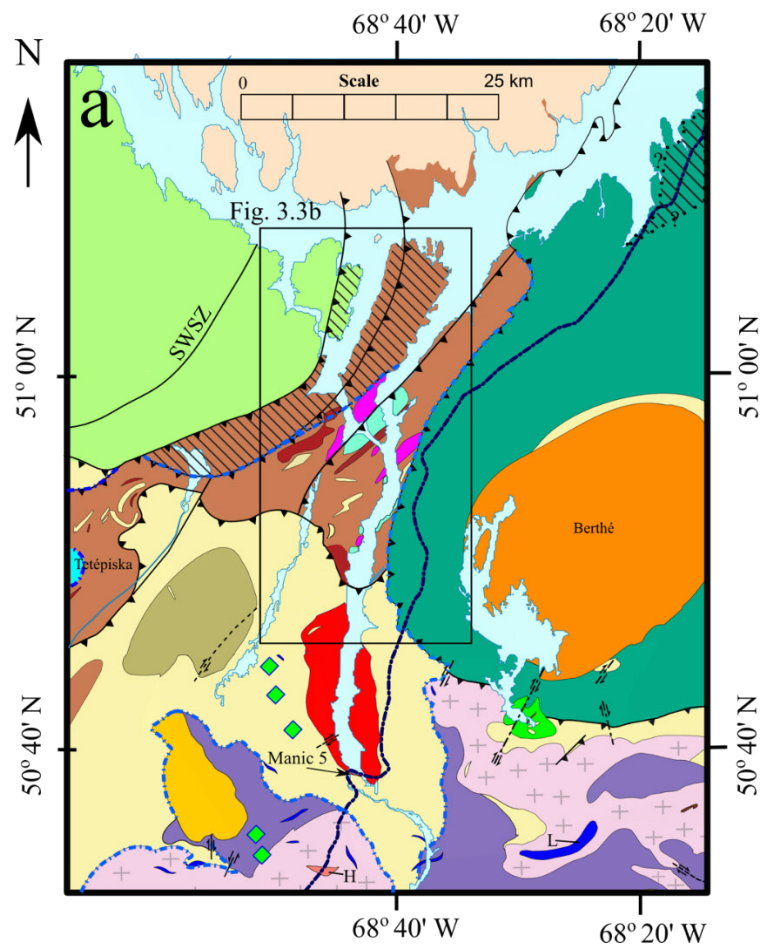 68° 40' W
68° 20' W
N
a
0
Scale
25 km
?
?
Fig. 3.3b
SWSZ
51° 00' N
51° 00' N
Berthé
Tetépiska
50° 40' N
50° 40' N
Manic 5
L
H
68° 40' W
68° 20' W